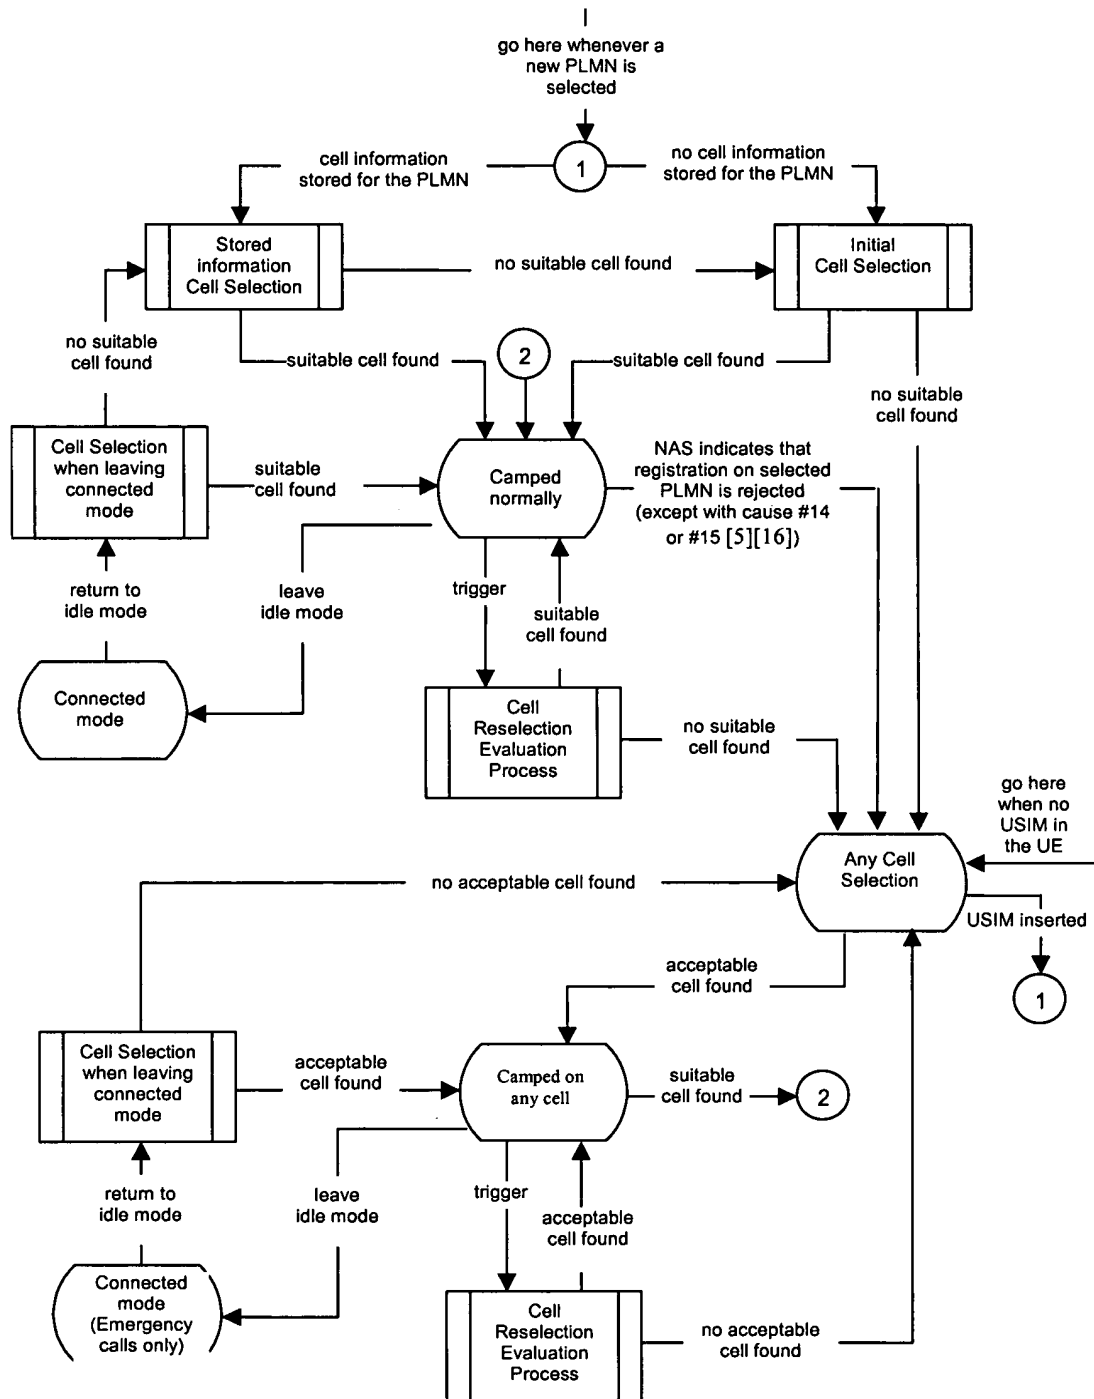 go here whenever a
new PLMN is
selected
1
cell information
stored for the PLMN
no cell information
stored for the PLMN
Stored
information
Cell Selection
no suitable cell found
Initial
Cell Selection
no suitable
cell found
suitable cell found
2
suitable cell found
no suitable
cell found
Cell Selection
when leaving
connected
mode
suitable
cell found
Camped
normally
NAS indicates that
registration on selected
PLMN is rejected
(except with cause #14
or #15 [5][16])
return to
idle mode
leave
idle mode
trigger
suitable
cell found
Connected
mode
Cell
Reselection
Evaluation
Process
no suitable
cell found
go here
when no
USIM in
the UE
Any Cell
Selection
no acceptable cell found
USIM inserted
1
acceptable
cell found
Cell Selection
when leaving
connected
mode
acceptable
cell found
Camped on
any cell
suitable
cell found
2
return to
idle mode
leave
idle mode
trigger
acceptable
cell found
Connected
mode
(Emergency
calls only)
Cell
Reselection
Evaluation
Process
no acceptable
cell found